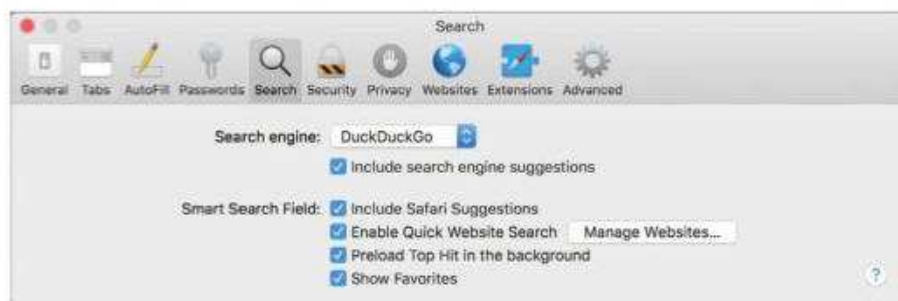 Search
General Tabs AutoFill Passwords Search Security Privacy Websites Extensions Advanced
Search engine: DuckDuckGo
Include search engine suggestions
Smart Search Field: Include Safari Suggestions
Enable Quick Website Search Manage Websites...
Preload Top Hit in the background
Show Favorites
?